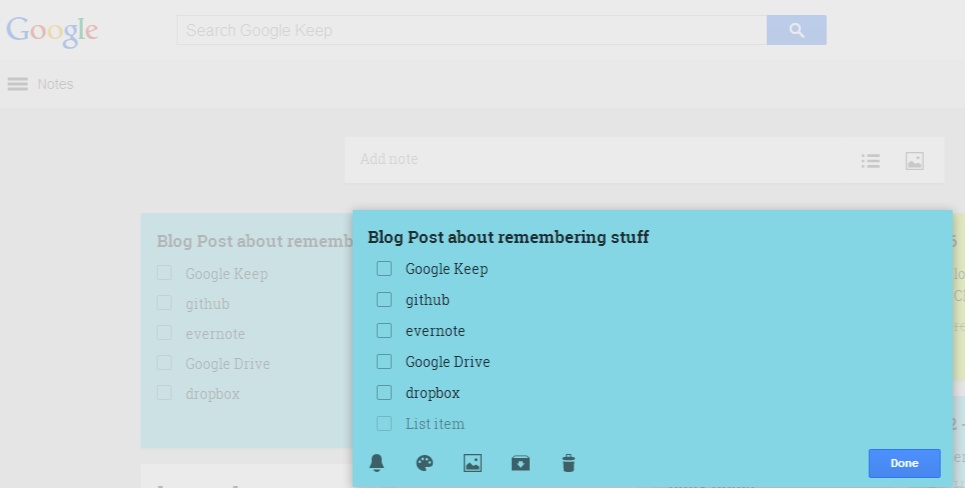 Google
Search Google Keep
Notes
Add note
Blog Post about rememb
Google Keep
github
evernote
Google Drive
dropbox
Blog Post about remembering stuff
Google Keep
github
evernote
Google Drive
dropbox
List item
Done